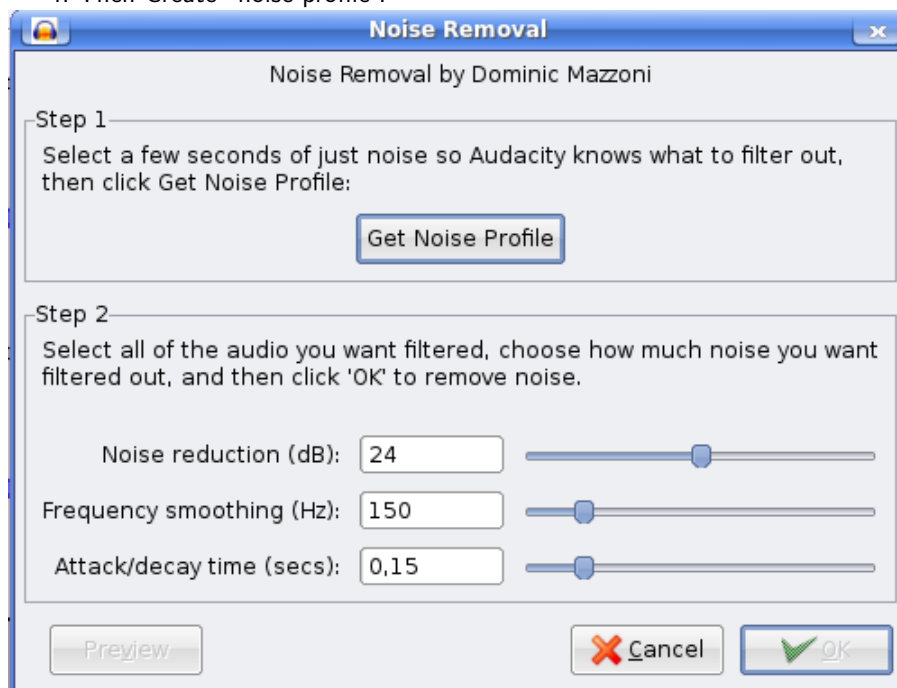 Noise Removal
Noise Removal by Dominic Mazzoni
Step 1
Select a few seconds of just noise so Audacity knows what to filter out,
then click Get Noise Profile:
Get Noise Profile
Step 2
Select all of the audio you want filtered, choose how much noise you want
filtered out, and then click 'OK' to remove noise.
Noise reduction (dB): 24
Frequency smoothing (Hz): 150
Attack/decay time (secs): 0,15
Preview Cancel OK